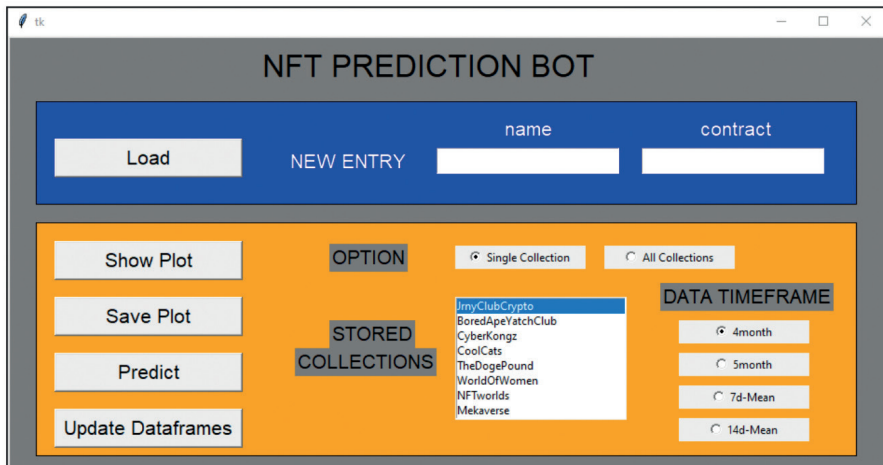 tk
NFT PREDICTION BOT
name
contract
Load
NEW ENTRY
Show Plot
OPTION
Single Collection
All Collections
DATA TIMEFRAME
Save Plot
STORED
COLLECTIONS
JrnyClubCrypto
BoredApeYatchClub
CyberKongz
CoolCats
TheDogePound
WorldOfWomen
NFTworlds
Mekaverse
4month
5month
7d-Mean
14d-Mean
Predict
Update Dataframes